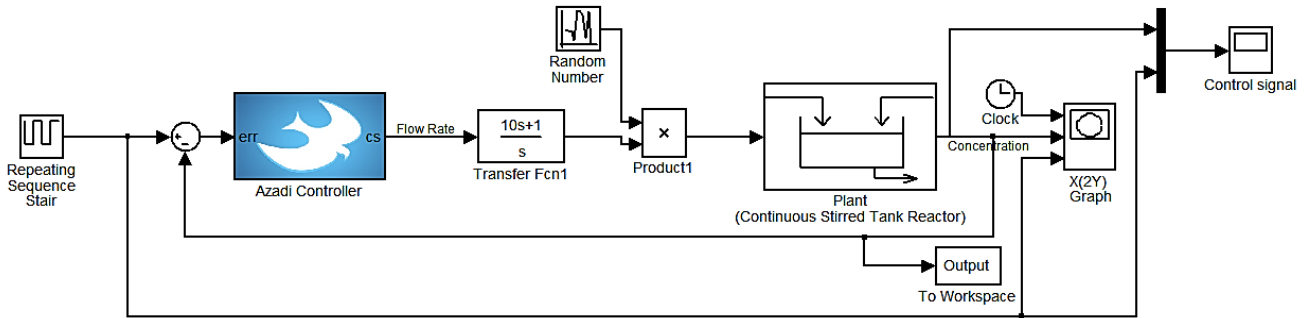 Random
Number
Control signal
Clock
Repeating
Sequence
Stair
+
-
err
cs
Azadi Controller
Flow Rate
10s+1
s
Transfer Fcn1
×
Product1
Plant
(Continuous Stirred Tank Reactor)
Concentration
X(2Y)
Graph
Output
To Workspace